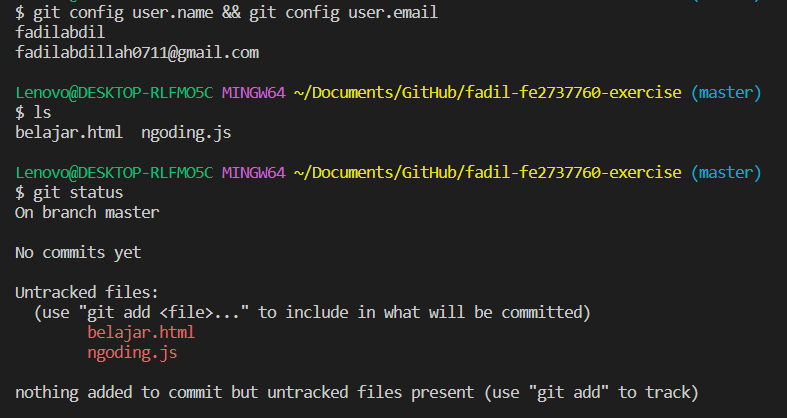 $ git config user.name && git config user.email
fadilabdil
fadilabdillah0711@gmail.com
Lenovo@DESKTOP-RLFMO5C MINGW64 ~/Documents/GitHub/fadil-fe2737760-exercise (master)
$ ls
belajar.html  ngoding.js
Lenovo@DESKTOP-RLFMO5C MINGW64 ~/Documents/GitHub/fadil-fe2737760-exercise (master)
$ git status
On branch master
No commits yet
Untracked files:
  (use "git add <file>..." to include in what will be committed)
        belajar.html
        ngoding.js
nothing added to commit but untracked files present (use "git add" to track)